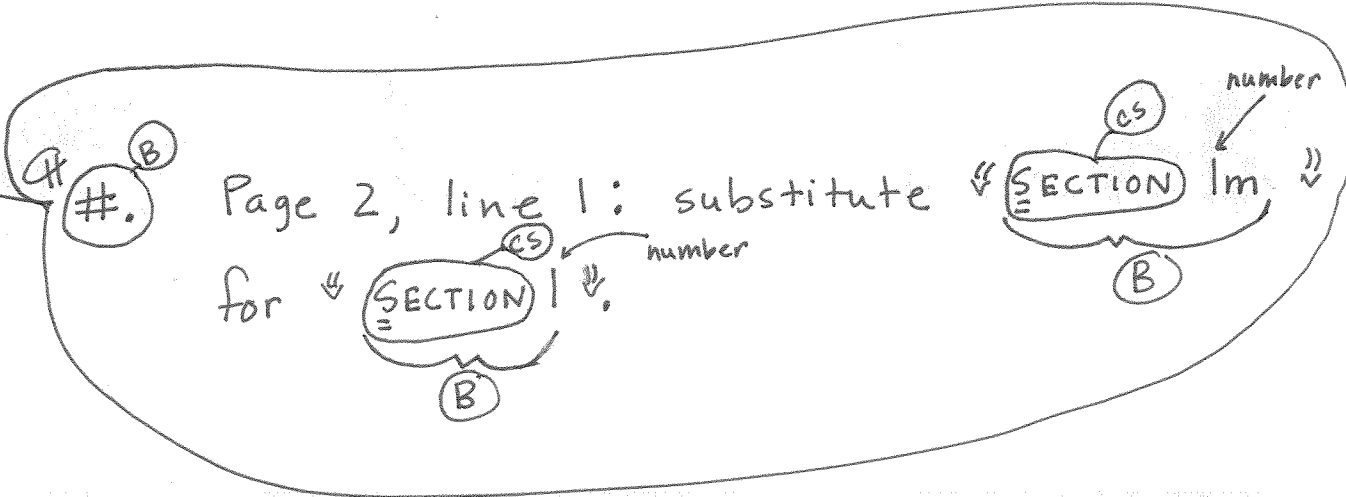 number
CS
B
¶ #. Page 2, line 1: substitute “SECTION 1m”
CS
number
for “SECTION 1”.
B
B